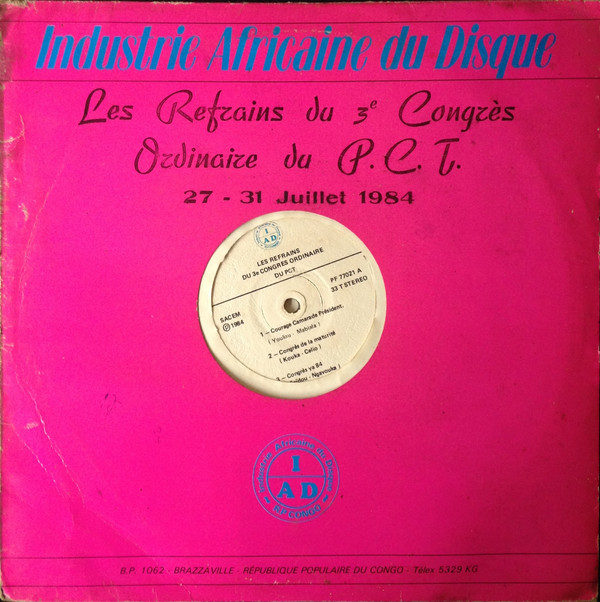 Industrie Africaine du Disque
Les Refrains du 3e Congrès
Ordinaire du P.C.T.
27 - 31 Juillet 1984
I
AD
LES REFRAINS
DU 3e CONGRES ORDINAIRE
DU PCT.
SACEM
℗ 1984
PF 77021 A
33 T STEREO
1 — Courage Camarade Président.
(Youlou - Mabiala)
2 — Congrès de la maturité
(Kouka - Celio)
3 — Congrès ya 84
Ngavouka)
Industrie Africaine du Disque
I
AD
RP CONGO
B.P. 1062 - BRAZZAVILLE - RÉPUBLIQUE POPULAIRE DU CONGO - Télex 5329 KG